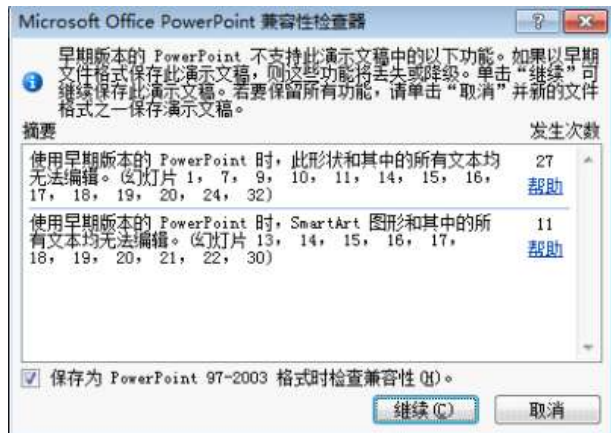 Microsoft Office PowerPoint 兼容性检查器
早期版本的 PowerPoint 不支持此演示文稿中的以下功能。如果以早期
文件格式保存此演示文稿，则这些功能将丢失或降级。单击“继续”可
继续保存此演示文稿。若要保留所有功能，请单击“取消”并新的文件
格式之一保存演示文稿。
摘要 发生次数
使用早期版本的 PowerPoint 时，此形状和其中的所有文本均 27
无法编辑。(幻灯片 1, 7, 9, 10, 11, 14, 15, 16, 帮助
17, 18, 19, 20, 24, 32)
使用早期版本的 PowerPoint 时，SmartArt 图形和其中的所 11
有文本均无法编辑。(幻灯片 13, 14, 15, 16, 17, 帮助
18, 19, 20, 21, 22, 30)
保存为 PowerPoint 97-2003 格式时检查兼容性(H)。
继续(C) 取消